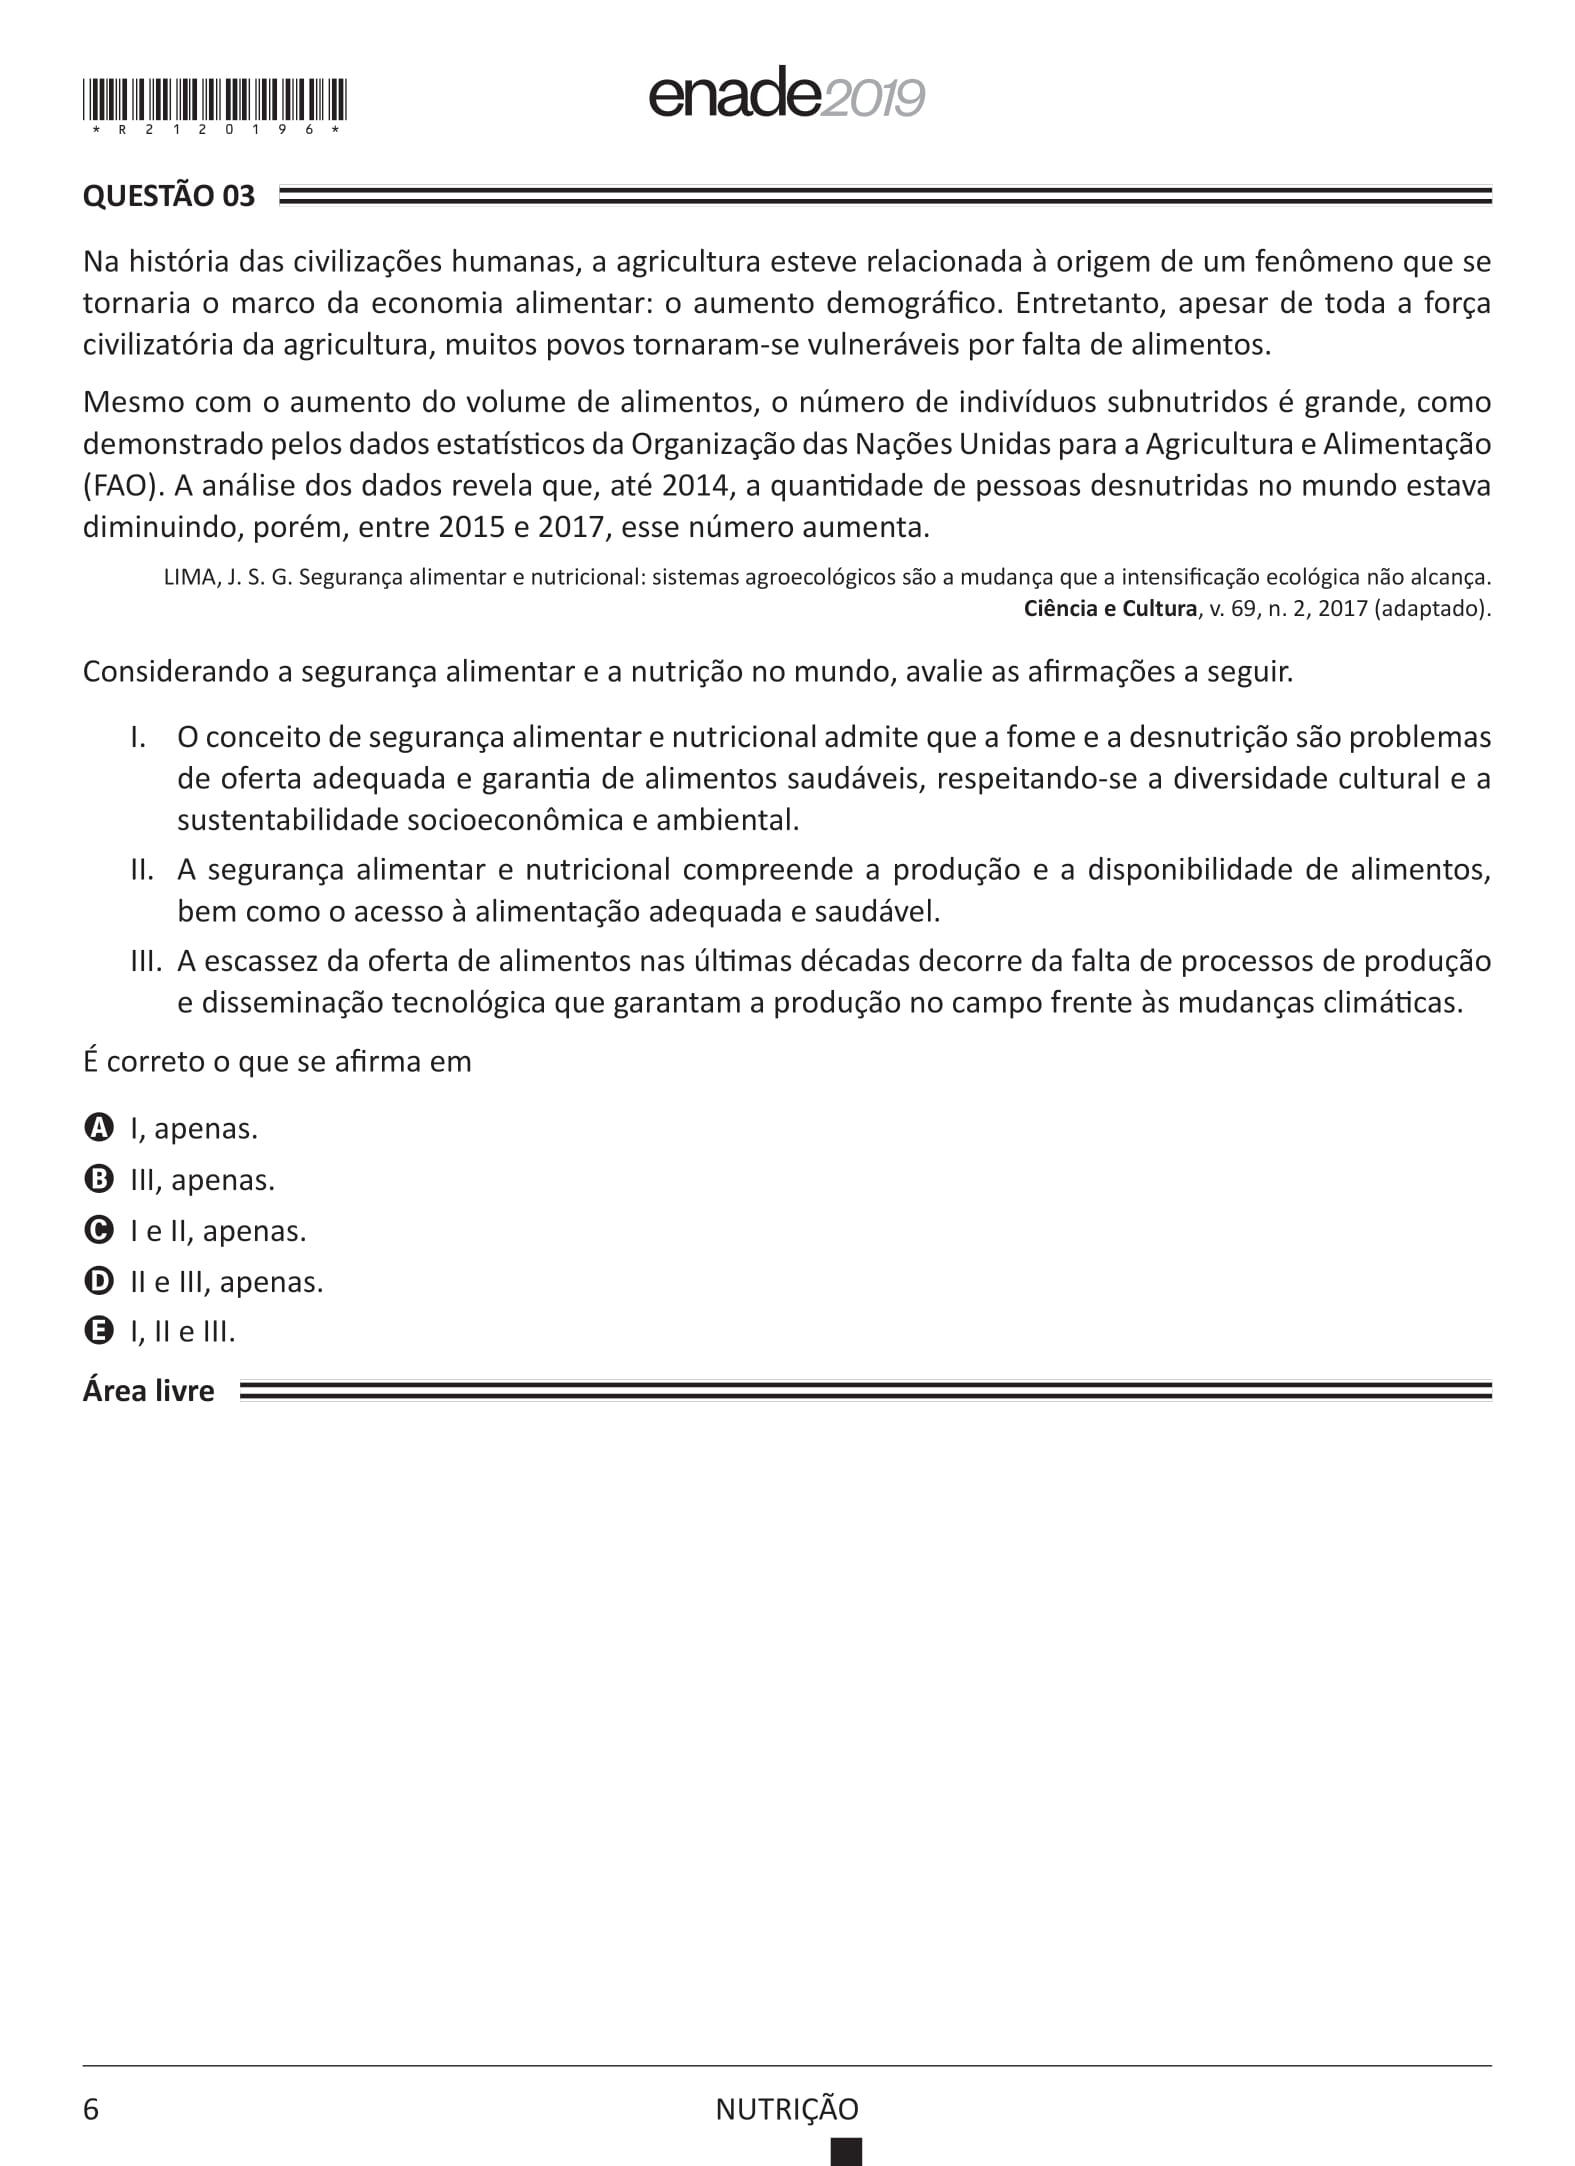 *R2120196*
enade2019
QUESTÃO 03
Na história das civilizações humanas, a agricultura esteve relacionada à origem de um fenômeno que se
tornaria o marco da economia alimentar: o aumento demográfico. Entretanto, apesar de toda a força
civilizatória da agricultura, muitos povos tornaram-se vulneráveis por falta de alimentos.
Mesmo com o aumento do volume de alimentos, o número de indivíduos subnutridos é grande, como
demonstrado pelos dados estatísticos da Organização das Nações Unidas para a Agricultura e Alimentação
(FAO). A análise dos dados revela que, até 2014, a quantidade de pessoas desnutridas no mundo estava
diminuindo, porém, entre 2015 e 2017, esse número aumenta.
LIMA, J. S. G. Segurança alimentar e nutricional: sistemas agroecológicos são a mudança que a intensificação ecológica não alcança.
Ciência e Cultura, v. 69, n. 2, 2017 (adaptado).
Considerando a segurança alimentar e a nutrição no mundo, avalie as afirmações a seguir.
I. O conceito de segurança alimentar e nutricional admite que a fome e a desnutrição são problemas
de oferta adequada e garantia de alimentos saudáveis, respeitando-se a diversidade cultural e a
sustentabilidade socioeconômica e ambiental.
II. A segurança alimentar e nutricional compreende a produção e a disponibilidade de alimentos,
bem como o acesso à alimentação adequada e saudável.
III. A escassez da oferta de alimentos nas últimas décadas decorre da falta de processos de produção
e disseminação tecnológica que garantam a produção no campo frente às mudanças climáticas.
É correto o que se afirma em
A I, apenas.
B III, apenas.
C I e II, apenas.
D II e III, apenas.
E I, II e III.
Área livre
6 NUTRIÇÃO